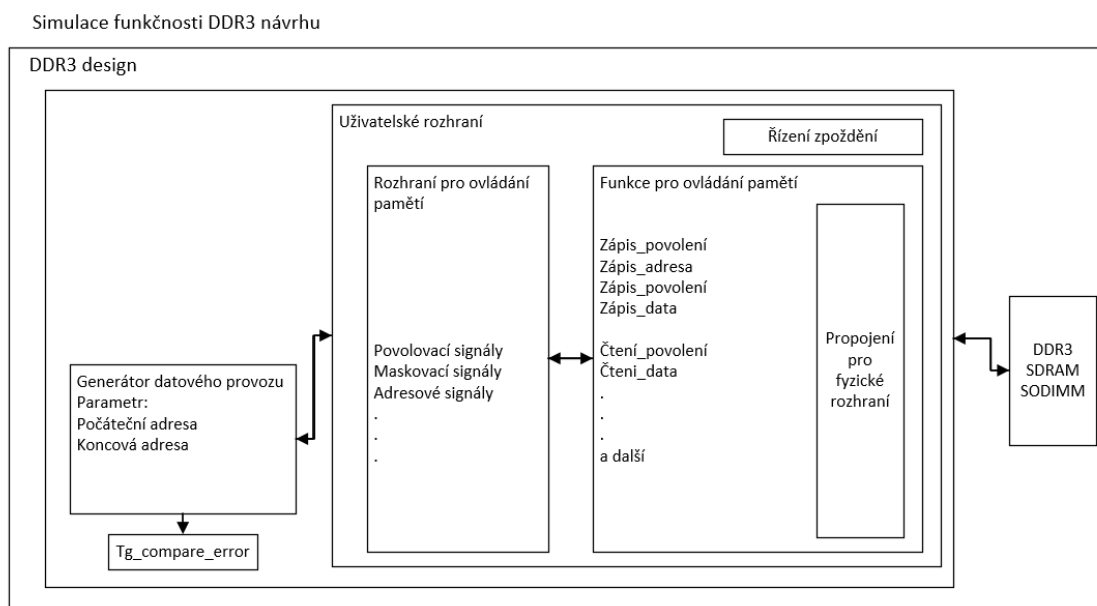 Simulace funkčnosti DDR3 návrhu
DDR3 design
Uživatelské rozhraní
Řízení zpoždění
Rozhraní pro ovládání
pamětí
Povolovací signály
Maskovací signály
Adresové signály
.
.
.
Funkce pro ovládání pamětí
Zápis_povolení
Zápis_adresa
Zápis_povolení
Zápis_data
Čtení_povolení
Čteni_data
.
.
.
a další
Propojení
pro
fyzické
rozhraní
Generátor datového provozu
Parametr:
Počáteční adresa
Koncová adresa
Tg_compare_error
DDR3
SDRAM
SODIMM